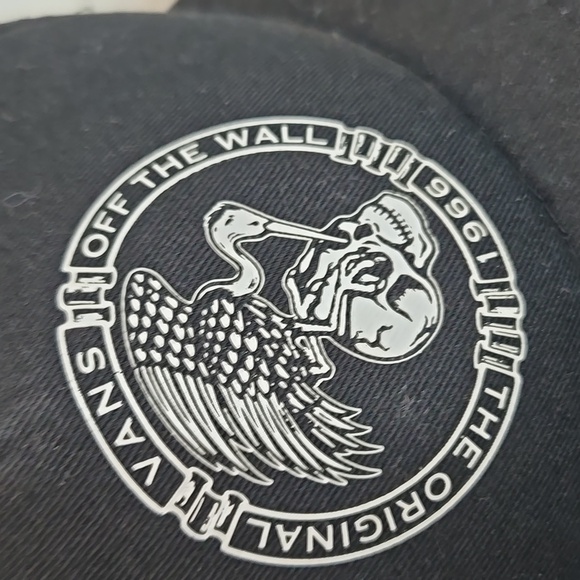 VANS
OFF THE WALL
1966
THE ORIGINAL